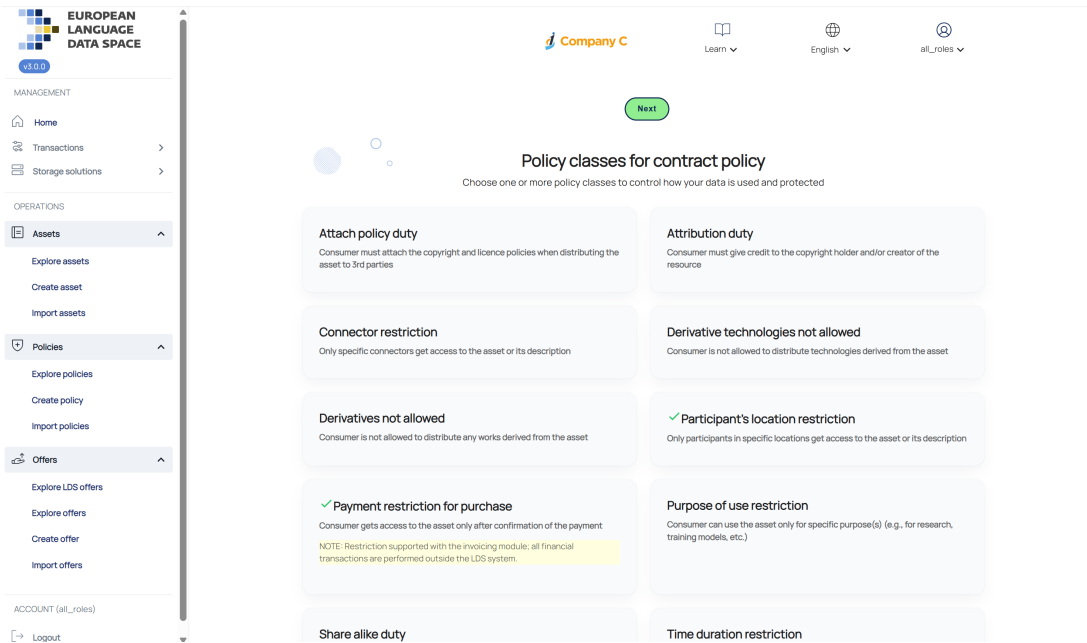 EUROPEAN
LANGUAGE
DATA SPACE
v3.0.0
MANAGEMENT
Home
Transactions
Storage solutions
OPERATIONS
Assets
Explore assets
Create asset
Import assets
Policies
Explore policies
Create policy
Import policies
Offers
Explore LDS offers
Explore offers
Create offer
Import offers
ACCOUNT (all_roles)
Logout
Company C
Learn
English
all_roles
Next
Policy classes for contract policy
Choose one or more policy classes to control how your data is used and protected
Attach policy duty
Consumer must attach the copyright and licence policies when distributing the
asset to 3rd parties
Attribution duty
Consumer must give credit to the copyright holder and/or creator of the
resource
Connector restriction
Only specific connectors get access to the asset or its description
Derivative technologies not allowed
Consumer is not allowed to distribute technologies derived from the asset
Derivatives not allowed
Consumer is not allowed to distribute any works derived from the asset
Participant's location restriction
Only participants in specific locations get access to the asset or its description
Payment restriction for purchase
Consumer gets access to the asset only after confirmation of the payment
NOTE: Restriction supported with the invoicing module; all financial
transactions are performed outside the LDS system.
Purpose of use restriction
Consumer can use the asset only for specific purpose(s) (e.g., for research,
training models, etc.)
Share alike duty
Time duration restriction